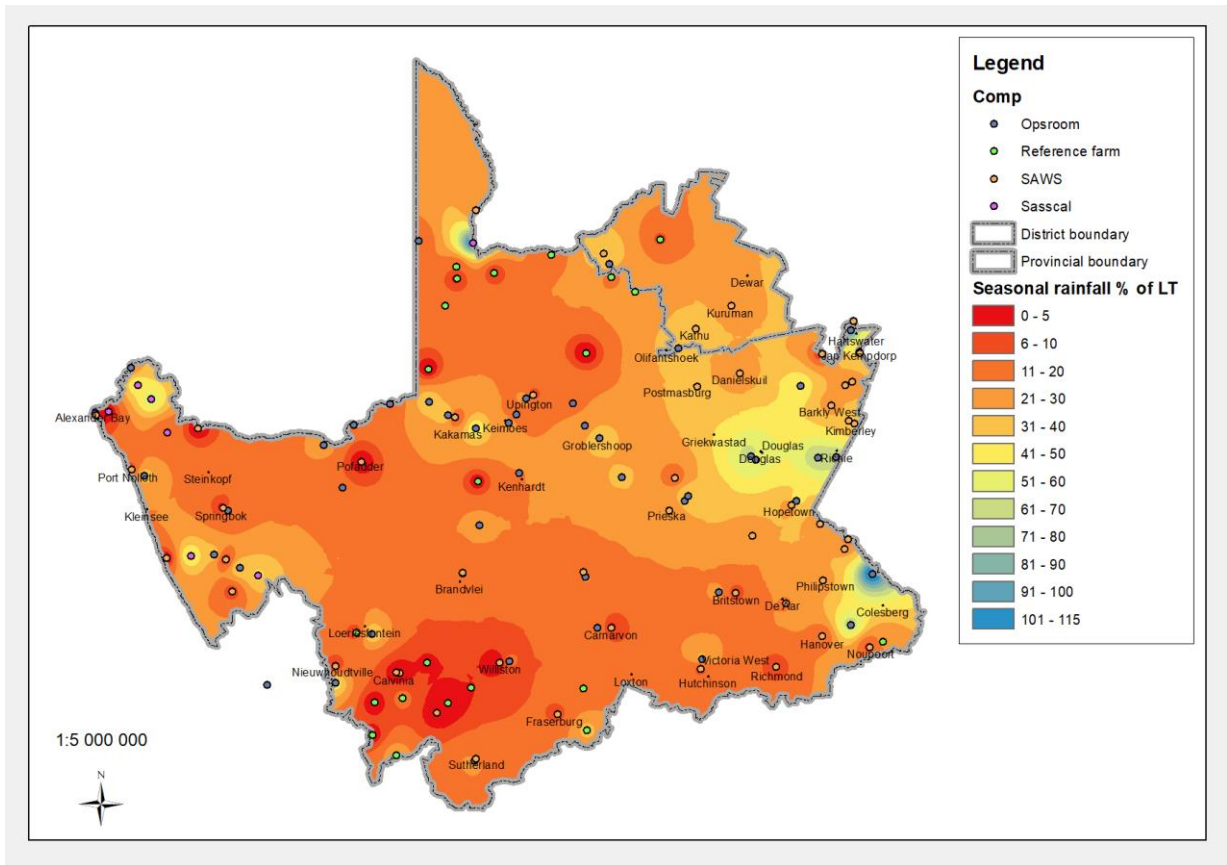 Legend
Comp
Opsroom
Reference farm
SAWS
Sasscal
District boundary
Provincial boundary
Seasonal rainfall % of LT
0 - 5
6 - 10
11 - 20
21 - 30
31 - 40
41 - 50
51 - 60
61 - 70
71 - 80
81 - 90
91 - 100
101 - 115
Dewar
Kuruman
Kathu
Hartswater
Jan Kempdorp
Olifantshoek
Danielskuil
Postmasburg
Upington
Barkly West
Alexander Bay
Kakamas
Keimoes
Kimberley
Groblershoop
Griekwastad
Douglas
Douglas
Ritchie
Pofadder
Port Nolloth
Steinkopf
Kenhardt
Kleinsee
Springbok
Prieska
Hopetown
Brandvlei
Philipstown
Britstown
De Aar
Colesberg
Loeriesfontein
Carnarvon
Hanover
Noupoort
Nieuwhoudtville
Calvinia
Williston
Victoria West
Loxton
Hutchinson
Richmond
Fraserburg
Sutherland
1:5 000 000
N